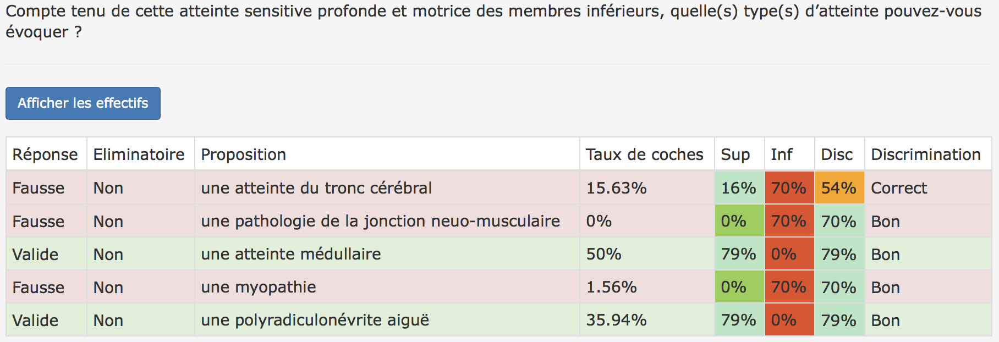 Compte tenu de cette atteinte sensitive profonde et motrice des membres inférieurs, quelle(s) type(s) d’atteinte pouvez-vous
évoquer ?
Afficher les effectifs
Réponse Eliminatoire Proposition Taux de coches Sup Inf Disc Discrimination
Fausse Non une atteinte du tronc cérébral 15.63% 16% 70% 54% Correct
Fausse Non une pathologie de la jonction neuo-musculaire 0% 0% 70% 70% Bon
Valide Non une atteinte médullaire 50% 79% 0% 79% Bon
Fausse Non une myopathie 1.56% 0% 70% 70% Bon
Valide Non une polyradiculonévrite aiguë 35.94% 79% 0% 79% Bon